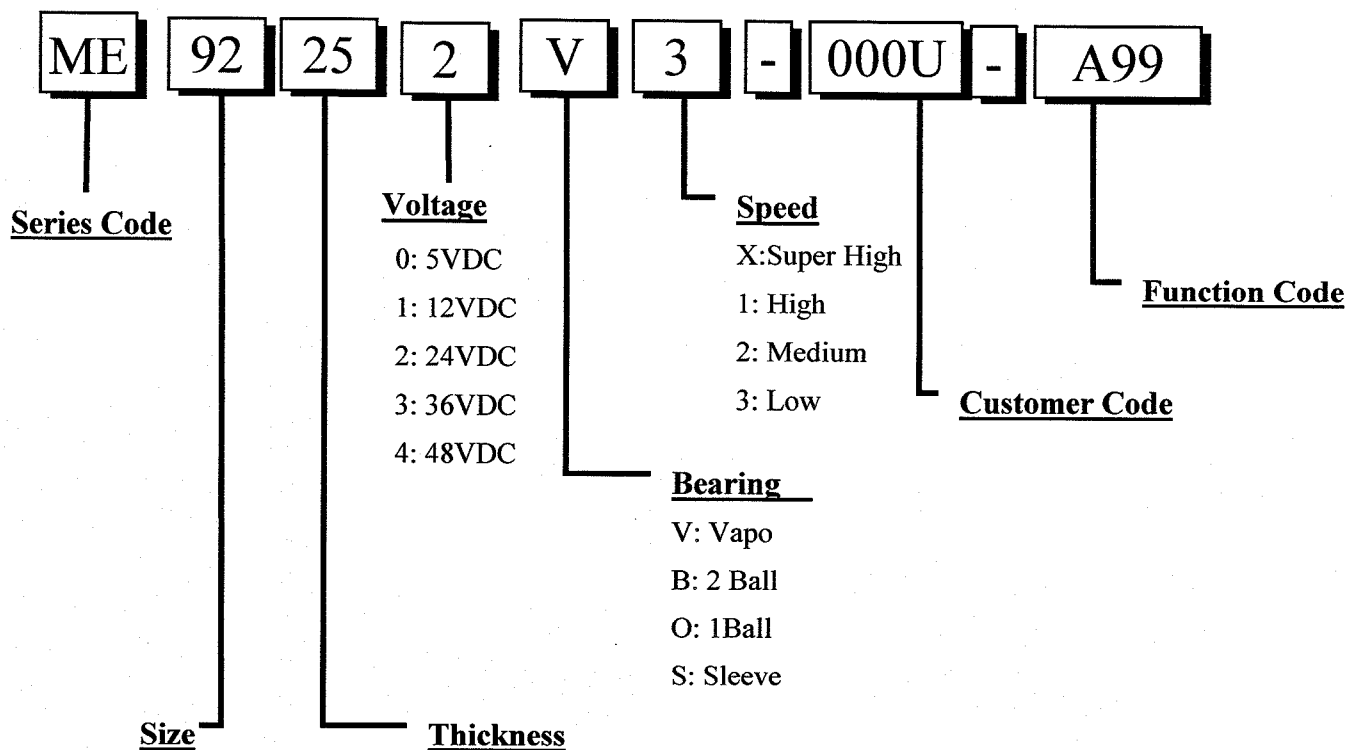 ME 92 25 2 V 3 - 000U - A99
Series Code
Voltage
0: 5VDC
1: 12VDC
2: 24VDC
3: 36VDC
4: 48VDC
Speed
X:Super High
1: High
2: Medium
3: Low
Function Code
Customer Code
Bearing
V: Vapo
B: 2 Ball
O: 1Ball
S: Sleeve
Size
Thickness